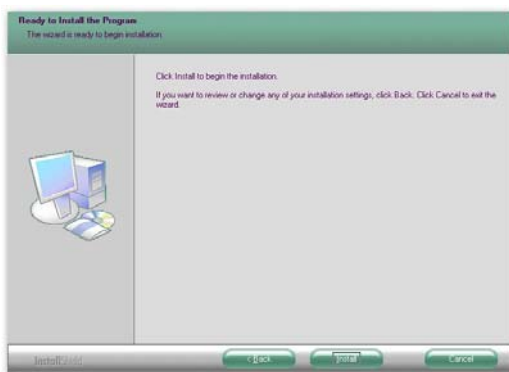 Ready to Install the Program
The wizard is ready to begin installation.
Click Install to begin the installation.
If you want to review or change any of your installation settings, click Back. Click Cancel to exit the
wizard.
InstallShield
< Back
Install
Cancel